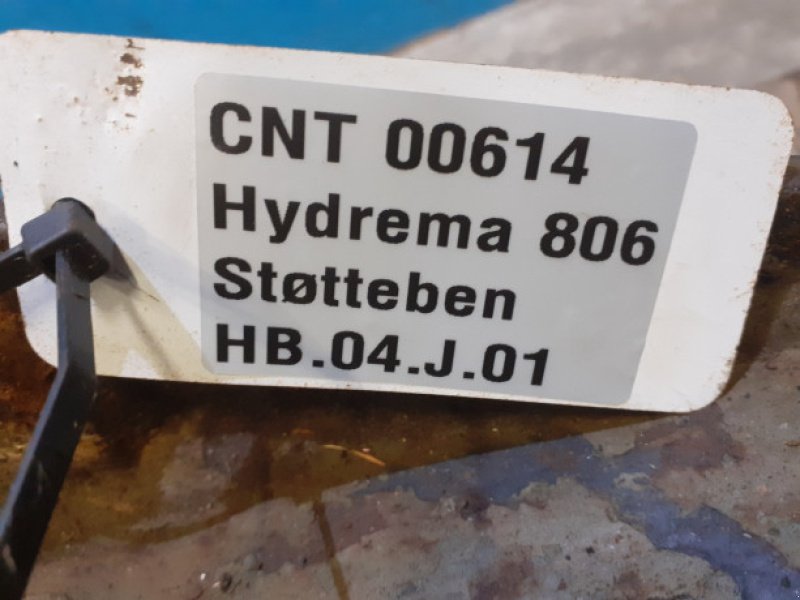 CNT 00614
Hydrema 806
Støtteben
HB.04.J.01